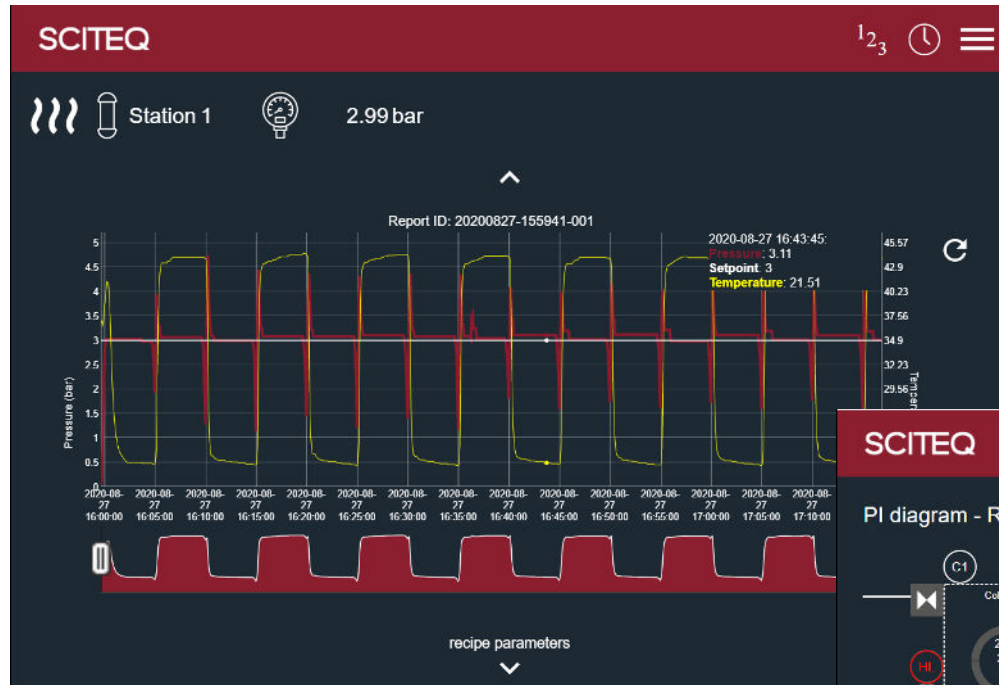 SCITEQ
123
Station 1 2.99 bar
Report ID: 20200827-155941-001
2020-08-27 16:43:45:
Pressure: 3.11
Setpoint: 3
Temperature: 21.51
5
4.5
4
3.5
3
2.5
2
1.5
1
0.5
0
Pressure (bar)
45.57
42.9
40.23
37.56
34.9
32.23
29.56
Temper
2020-08- 2020-08- 2020-08- 2020-08- 2020-08- 2020-08- 2020-08- 2020-08- 2020-08- 2020-08- 2020-08- 2020-08- 2020-08- 2020-08- 2020-08-
27 27 27 27 27 27 27 27 27 27 27 27 27 27 27
16:00:00 16:05:00 16:10:00 16:15:00 16:20:00 16:25:00 16:30:00 16:35:00 16:40:00 16:45:00 16:50:00 16:55:00 17:00:00 17:05:00 17:10:00
recipe parameters
SCITEQ
PI diagram - R
C1
Col
HL